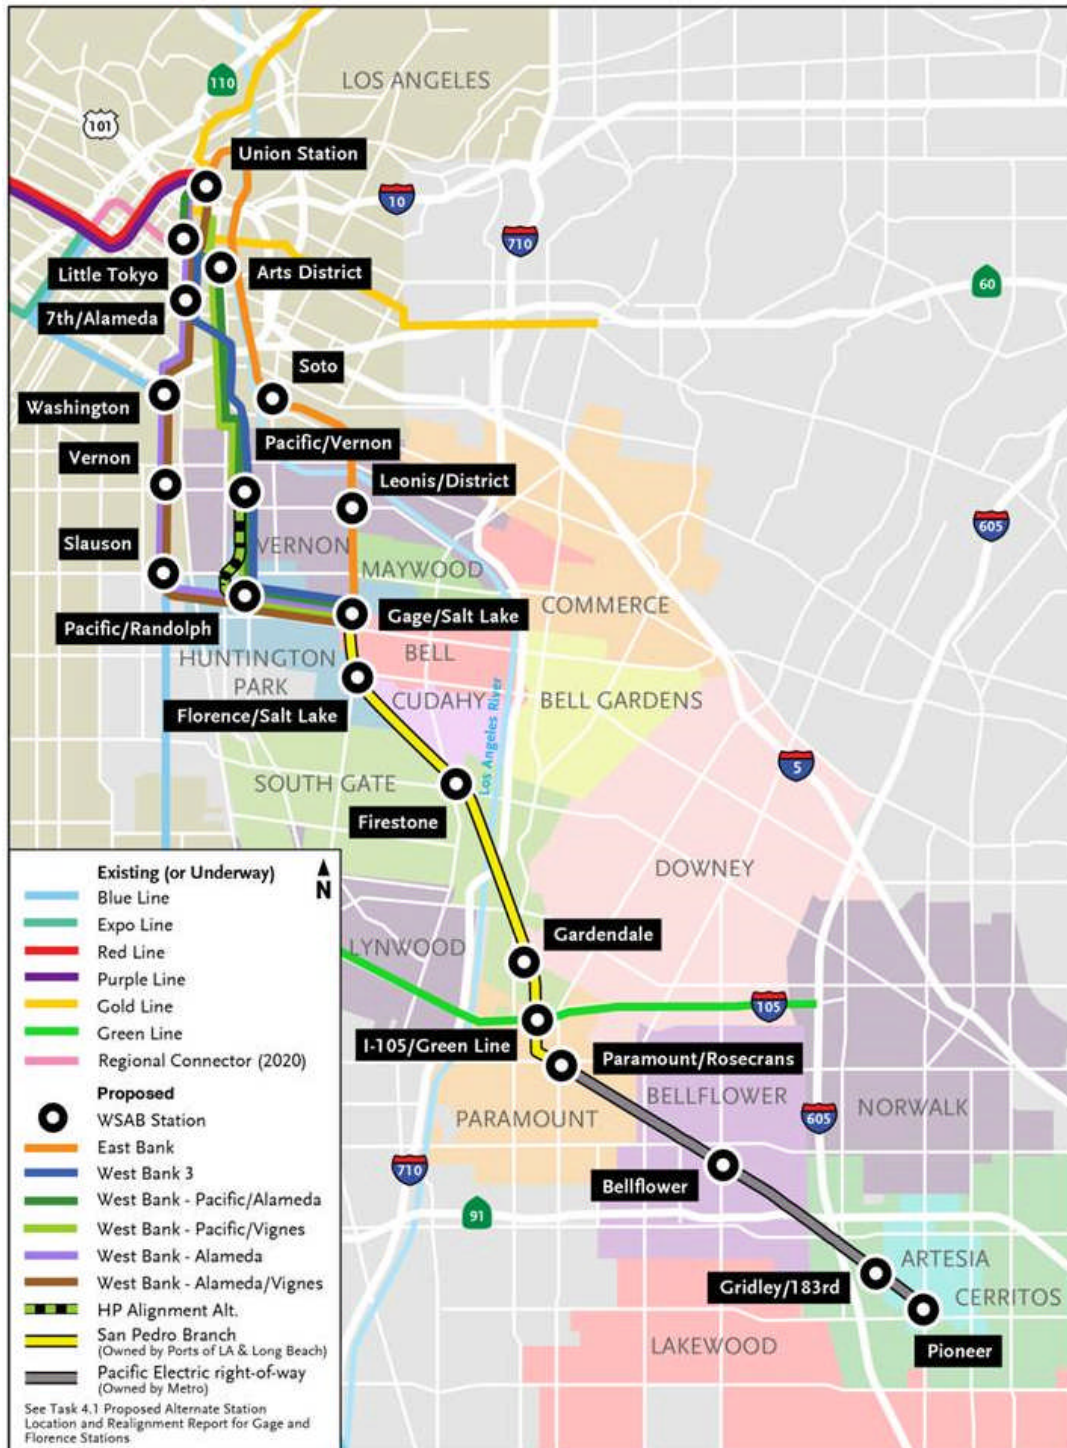 LOS ANGELES
110
101
Union Station
10
710
Little Tokyo
Arts District
60
7th/Alameda
Soto
Washington
Pacific/Vernon
Vernon
Leonis/District
605
Slauson
VERNON
MAYWOOD
COMMERCE
Gage/Salt Lake
Pacific/Randolph
BELL
HUNTINGTON
PARK
CUDAHY
BELL GARDENS
Florence/Salt Lake
Los Angeles River
5
SOUTH GATE
Firestone
DOWNEY
Gardendale
LYNWOOD
105
I-105/Green Line
Paramount/Rosecrans
BELLFLOWER
NORWALK
PARAMOUNT
605
710
Bellflower
91
ARTESIA
Gridley/183rd
CERRITOS
LAKEWOOD
Pioneer
Existing (or Underway)
N
Blue Line
Expo Line
Red Line
Purple Line
Gold Line
Green Line
Regional Connector (2020)
Proposed
WSAB Station
East Bank
West Bank 3
West Bank - Pacific/Alameda
West Bank - Pacific/Vignes
West Bank - Alameda
West Bank - Alameda/Vignes
HP Alignment Alt.
San Pedro Branch
(Owned by Ports of LA & Long Beach)
Pacific Electric right-of-way
(Owned by Metro)
See Task 4.1 Proposed Alternate Station
Location and Realignment Report for Gage and
Florence Stations